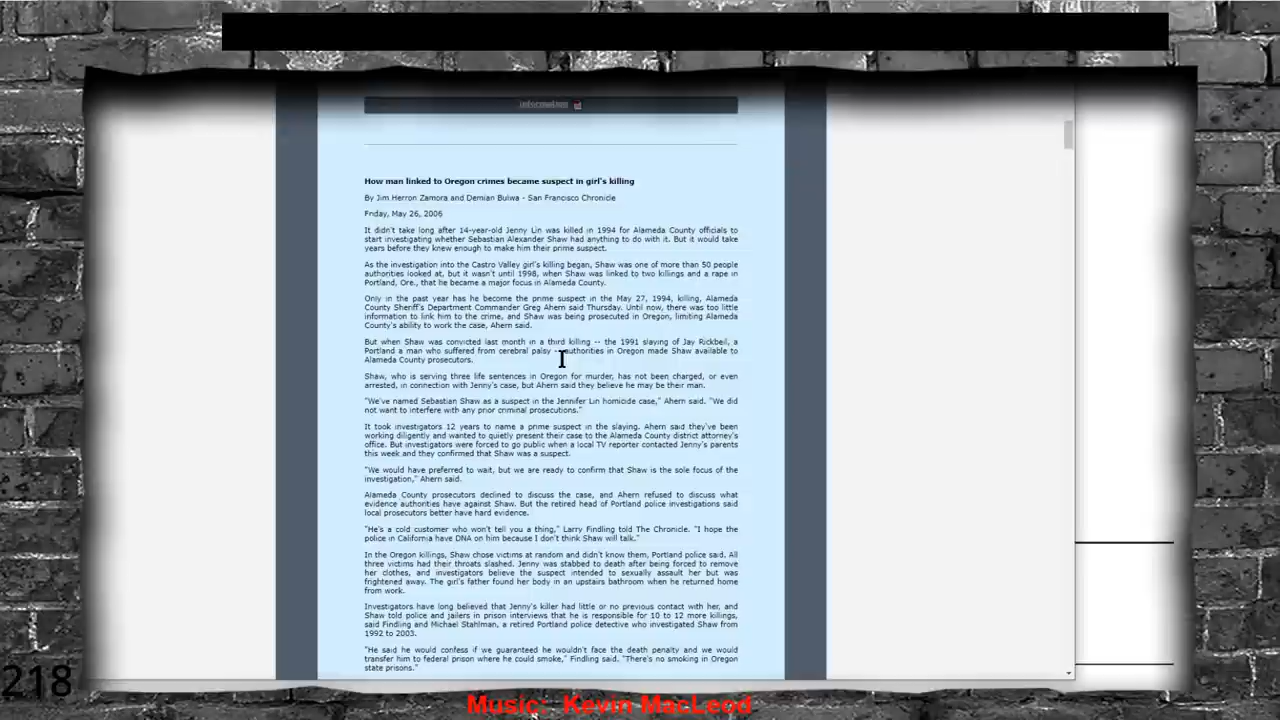 information
How man linked to Oregon crimes became suspect in girl's killing
By Jim Herron Zamora and Demian Bulwa - San Francisco Chronicle
Friday, May 26, 2006
It didn't take long after 14-year-old Jenny Lin was killed in 1994 for Alameda County officials to
start investigating whether Sebastian Alexander Shaw had anything to do with it. But it would take
years before they knew enough to make him their prime suspect.
As the investigation into the Castro Valley girl's killing began, Shaw was one of more than 50 people
authorities looked at, but it wasn't until 1998, when Shaw was linked to two killings and a rape in
Portland, Ore., that he became a major focus in Alameda County.
Only in the past year has he become the prime suspect in the May 27, 1994, killing, Alameda
County Sheriff's Department Commander Greg Ahern said Thursday. Until now, there was too little
information to link him to the crime, and Shaw was being prosecuted in Oregon, limiting Alameda
County's ability to work the case, Ahern said.
But when Shaw was convicted last month in a third killing -- the 1991 slaying of Jay Rickbeil, a
Portland a man who suffered from cerebral palsy -- authorities in Oregon made Shaw available to
Alameda County prosecutors.
Shaw, who is serving three life sentences in Oregon for murder, has not been charged, or even
arrested, in connection with Jenny's case, but Ahern said they believe he may be their man.
"We've named Sebastian Shaw as a suspect in the Jennifer Lin homicide case," Ahern said. "We did
not want to interfere with any prior criminal prosecutions."
It took investigators 12 years to name a prime suspect in the slaying. Ahern said they've been
working diligently and wanted to quietly present their case to the Alameda County district attorney's
office. But investigators were forced to go public when a local TV reporter contacted Jenny's parents
this week and they confirmed that Shaw was a suspect.
"We would have preferred to wait, but we are ready to confirm that Shaw is the sole focus of the
investigation," Ahern said.
Alameda County prosecutors declined to discuss the case, and Ahern refused to discuss what
evidence authorities have against Shaw. But the retired head of Portland police investigations said
local prosecutors better have hard evidence.
"He's a cold customer who won't tell you a thing," Larry Findling told The Chronicle. "I hope the
police in California have DNA on him because I don't think Shaw will talk."
In the Oregon killings, Shaw chose victims at random and didn't know them, Portland police said. All
three victims had their throats slashed. Jenny was stabbed to death after being forced to remove
her clothes, and investigators believe the suspect intended to sexually assault her but was
frightened away. The girl's father found her body in an upstairs bathroom when he returned home
from work.
Investigators have long believed that Jenny's killer had little or no previous contact with her, and
Shaw told police and jailers in prison interviews that he is responsible for 10 to 12 more killings,
said Findling and Michael Stahlman, a retired Portland police detective who investigated Shaw from
1992 to 2003.
"He said he would confess if we guaranteed he wouldn't face the death penalty and we would
transfer him to federal prison where he could smoke," Findling said. "There's no smoking in Oregon
state prisons."
218
Music: Kevin MacLeod